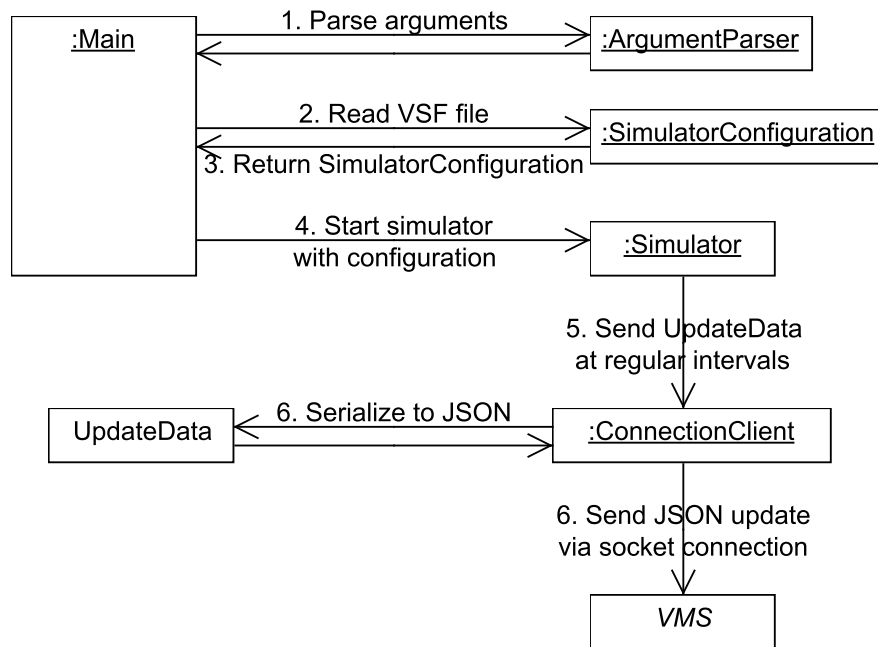 :Main
1. Parse arguments
:ArgumentParser
2. Read VSF file
:SimulatorConfiguration
3. Return SimulatorConfiguration
4. Start simulator
with configuration
:Simulator
5. Send UpdateData
at regular intervals
UpdateData
6. Serialize to JSON
:ConnectionClient
6. Send JSON update
via socket connection
VMS